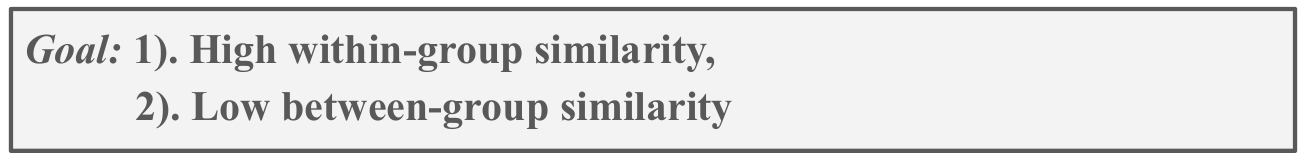 Goal: 1). High within-group similarity,
2). Low between-group similarity